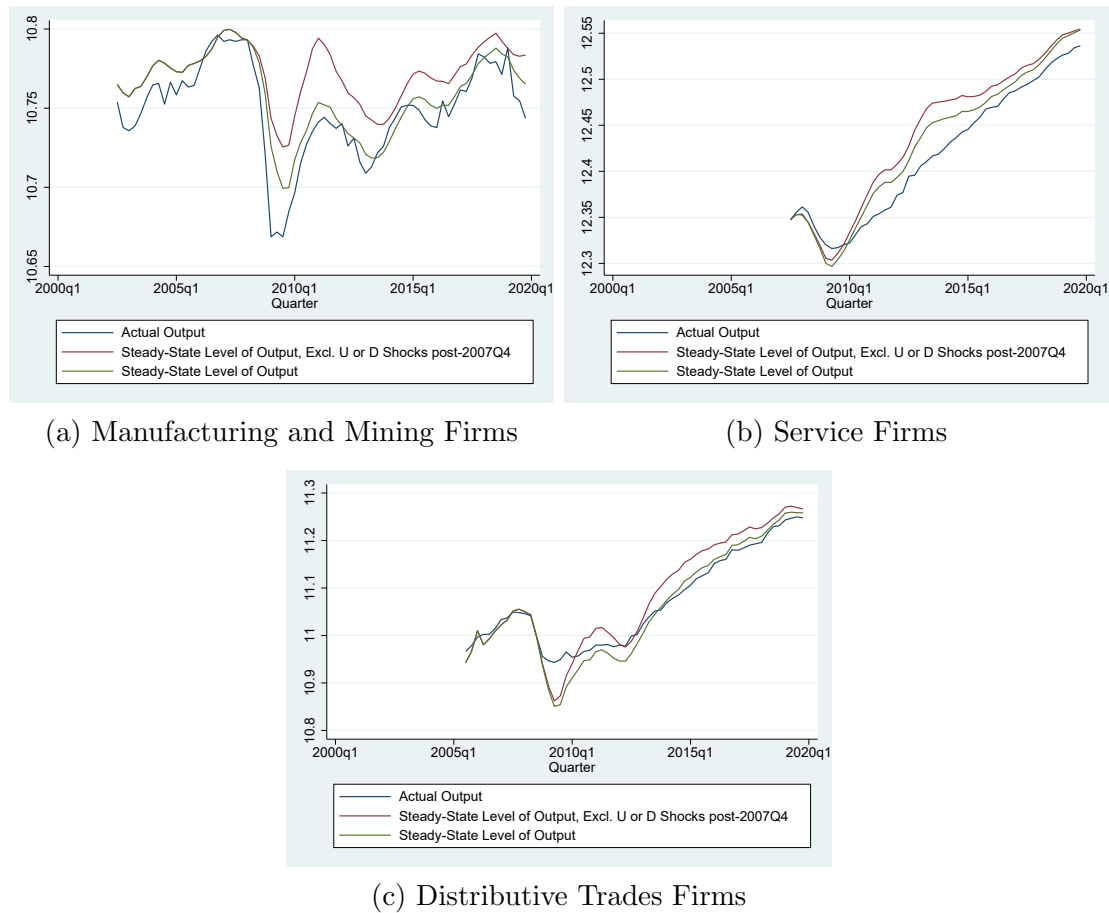 10.8
10.75
10.7
10.65
2000q1 2005q1 2010q1 2015q1 2020q1
Quarter
Actual Output
Steady-State Level of Output, Excl. U or D Shocks post-2007Q4
Steady-State Level of Output
(a) Manufacturing and Mining Firms
12.55
12.5
12.45
12.4
12.35
12.3
2000q1 2005q1 2010q1 2015q1 2020q1
Quarter
Actual Output
Steady-State Level of Output, Excl. U or D Shocks post-2007Q4
Steady-State Level of Output
(b) Service Firms
11.3
11.2
11.1
11
10.9
10.8
2000q1 2005q1 2010q1 2015q1 2020q1
Quarter
Actual Output
Steady-State Level of Output, Excl. U or D Shocks post-2007Q4
Steady-State Level of Output
(c) Distributive Trades Firms